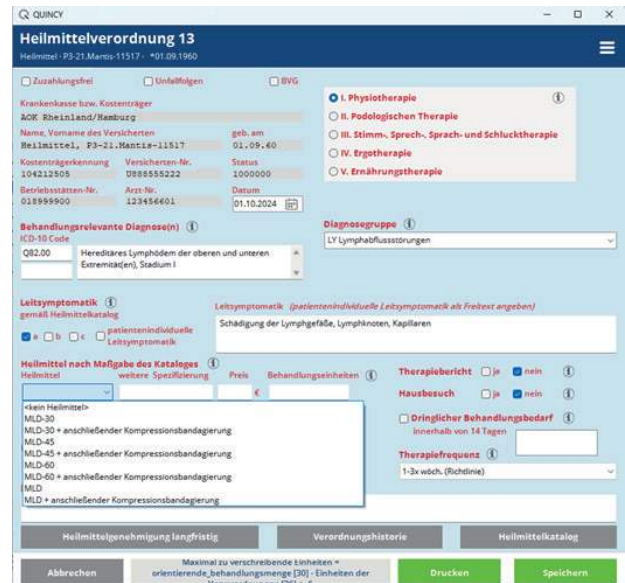 QUINCY
Heilmittelverordnung 13
Heilmittel - P3-21.Mantis-11517 - *01.09.1960
Zuzahlungsfrei Unfallfolgen BVG
Krankenkasse bzw. Kostenträger
AOK Rheinland/Hamburg
Name, Vorname des Versicherten geb. am
Heilmittel, P3-21.Mantis-11517 01.09.60
Kostenträgerkennung Versicherten-Nr. Status
104212505 U888555222 1000000
Betriebsstätten-Nr. Arzt-Nr. Datum
018999900 123456601 01.10.2024
I. Physiotherapie
II. Podologischen Therapie
III. Stimm-, Sprech-, Sprach- und Schlucktherapie
IV. Ergotherapie
V. Ernährungstherapie
Behandlungsrelevante Diagnose(n)
ICD-10 Code
Q82.00 Hereditäres Lymphödem der oberen und unteren
Extremität(en), Stadium I
Diagnosegruppe
LY Lymphabflussstörungen
Leitsymptomatik
gemäß Heilmittelkatalog
a b c patientenindividuelle
Leitsymptomatik
Leitsymptomatik (patientenindividuelle Leitsymptomatik als Freitext angeben)
Schädigung der Lymphgefäße, Lymphknoten, Kapillaren
Heilmittel nach Maßgabe des Kataloges
Heilmittel weitere Spezifizierung Preis Behandlungseinheiten
€
<kein Heilmittel>
MLD-30
MLD-30 + anschließender Kompressionsbandagierung
MLD-45
MLD-45 + anschließender Kompressionsbandagierung
MLD-60
MLD-60 + anschließender Kompressionsbandagierung
MLD
MLD + anschließender Kompressionsbandagierung
Therapiebericht ja nein
Hausbesuch ja nein
Dringlicher Behandlungsbedarf
innerhalb von 14 Tagen
Therapiefrequenz
1-3x wöch. (Richtlinie)
Heilmittelgenehmigung langfristig Verordnungshistorie Heilmittelkatalog
Abbrechen
Maximal zu verschreibende Einheiten =
orientierende_behandlungsmenge [30] - Einheiten der
Drucken Speichern